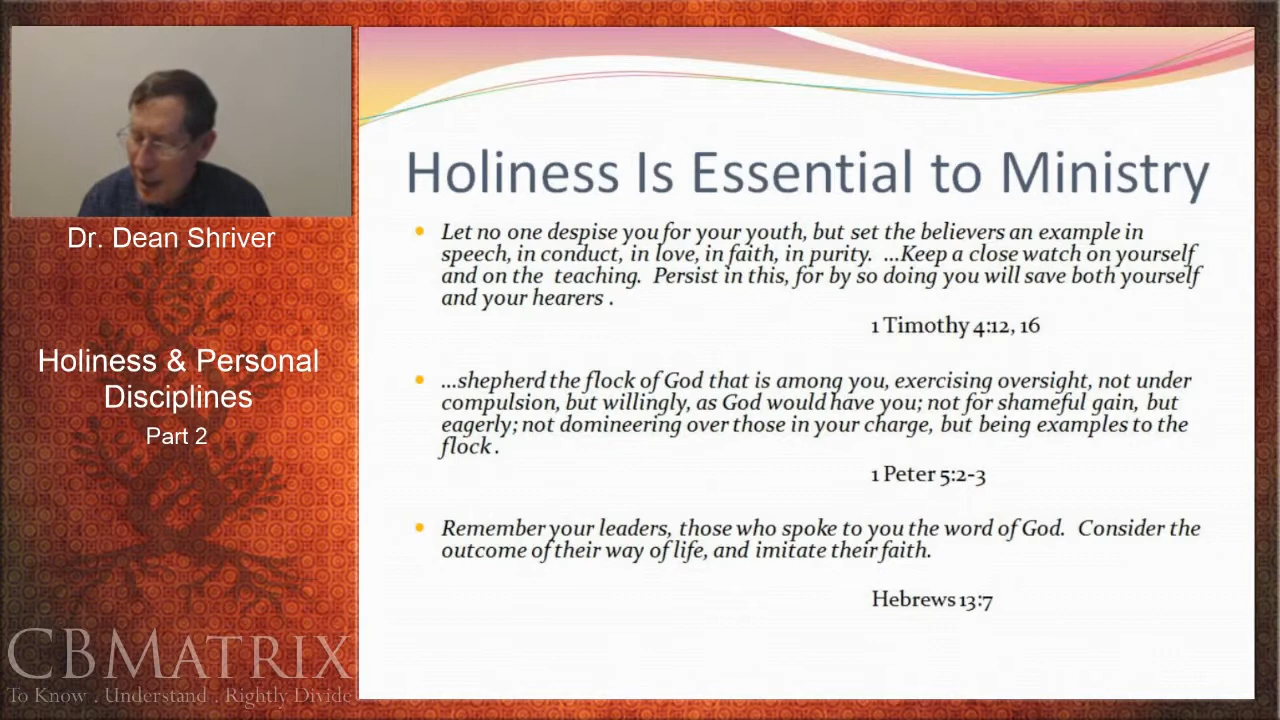 Dr. Dean Shriver
Holiness & Personal
Disciplines
Part 2
CBMATRIX
To Know . Understand . Rightly Divide
Holiness Is Essential to Ministry
• Let no one despise you for your youth, but set the believers an example in
speech, in conduct, in love, in faith, in purity. ...Keep a close watch on yourself
and on the teaching. Persist in this, for by so doing you will save both yourself
and your hearers .
1 Timothy 4:12, 16
• ...shepherd the flock of God that is among you, exercising oversight, not under
compulsion, but willingly, as God would have you; not for shameful gain, but
eagerly; not domineering over those in your charge, but being examples to the
flock .
1 Peter 5:2-3
• Remember your leaders, those who spoke to you the word of God. Consider the
outcome of their way of life, and imitate their faith.
Hebrews 13:7